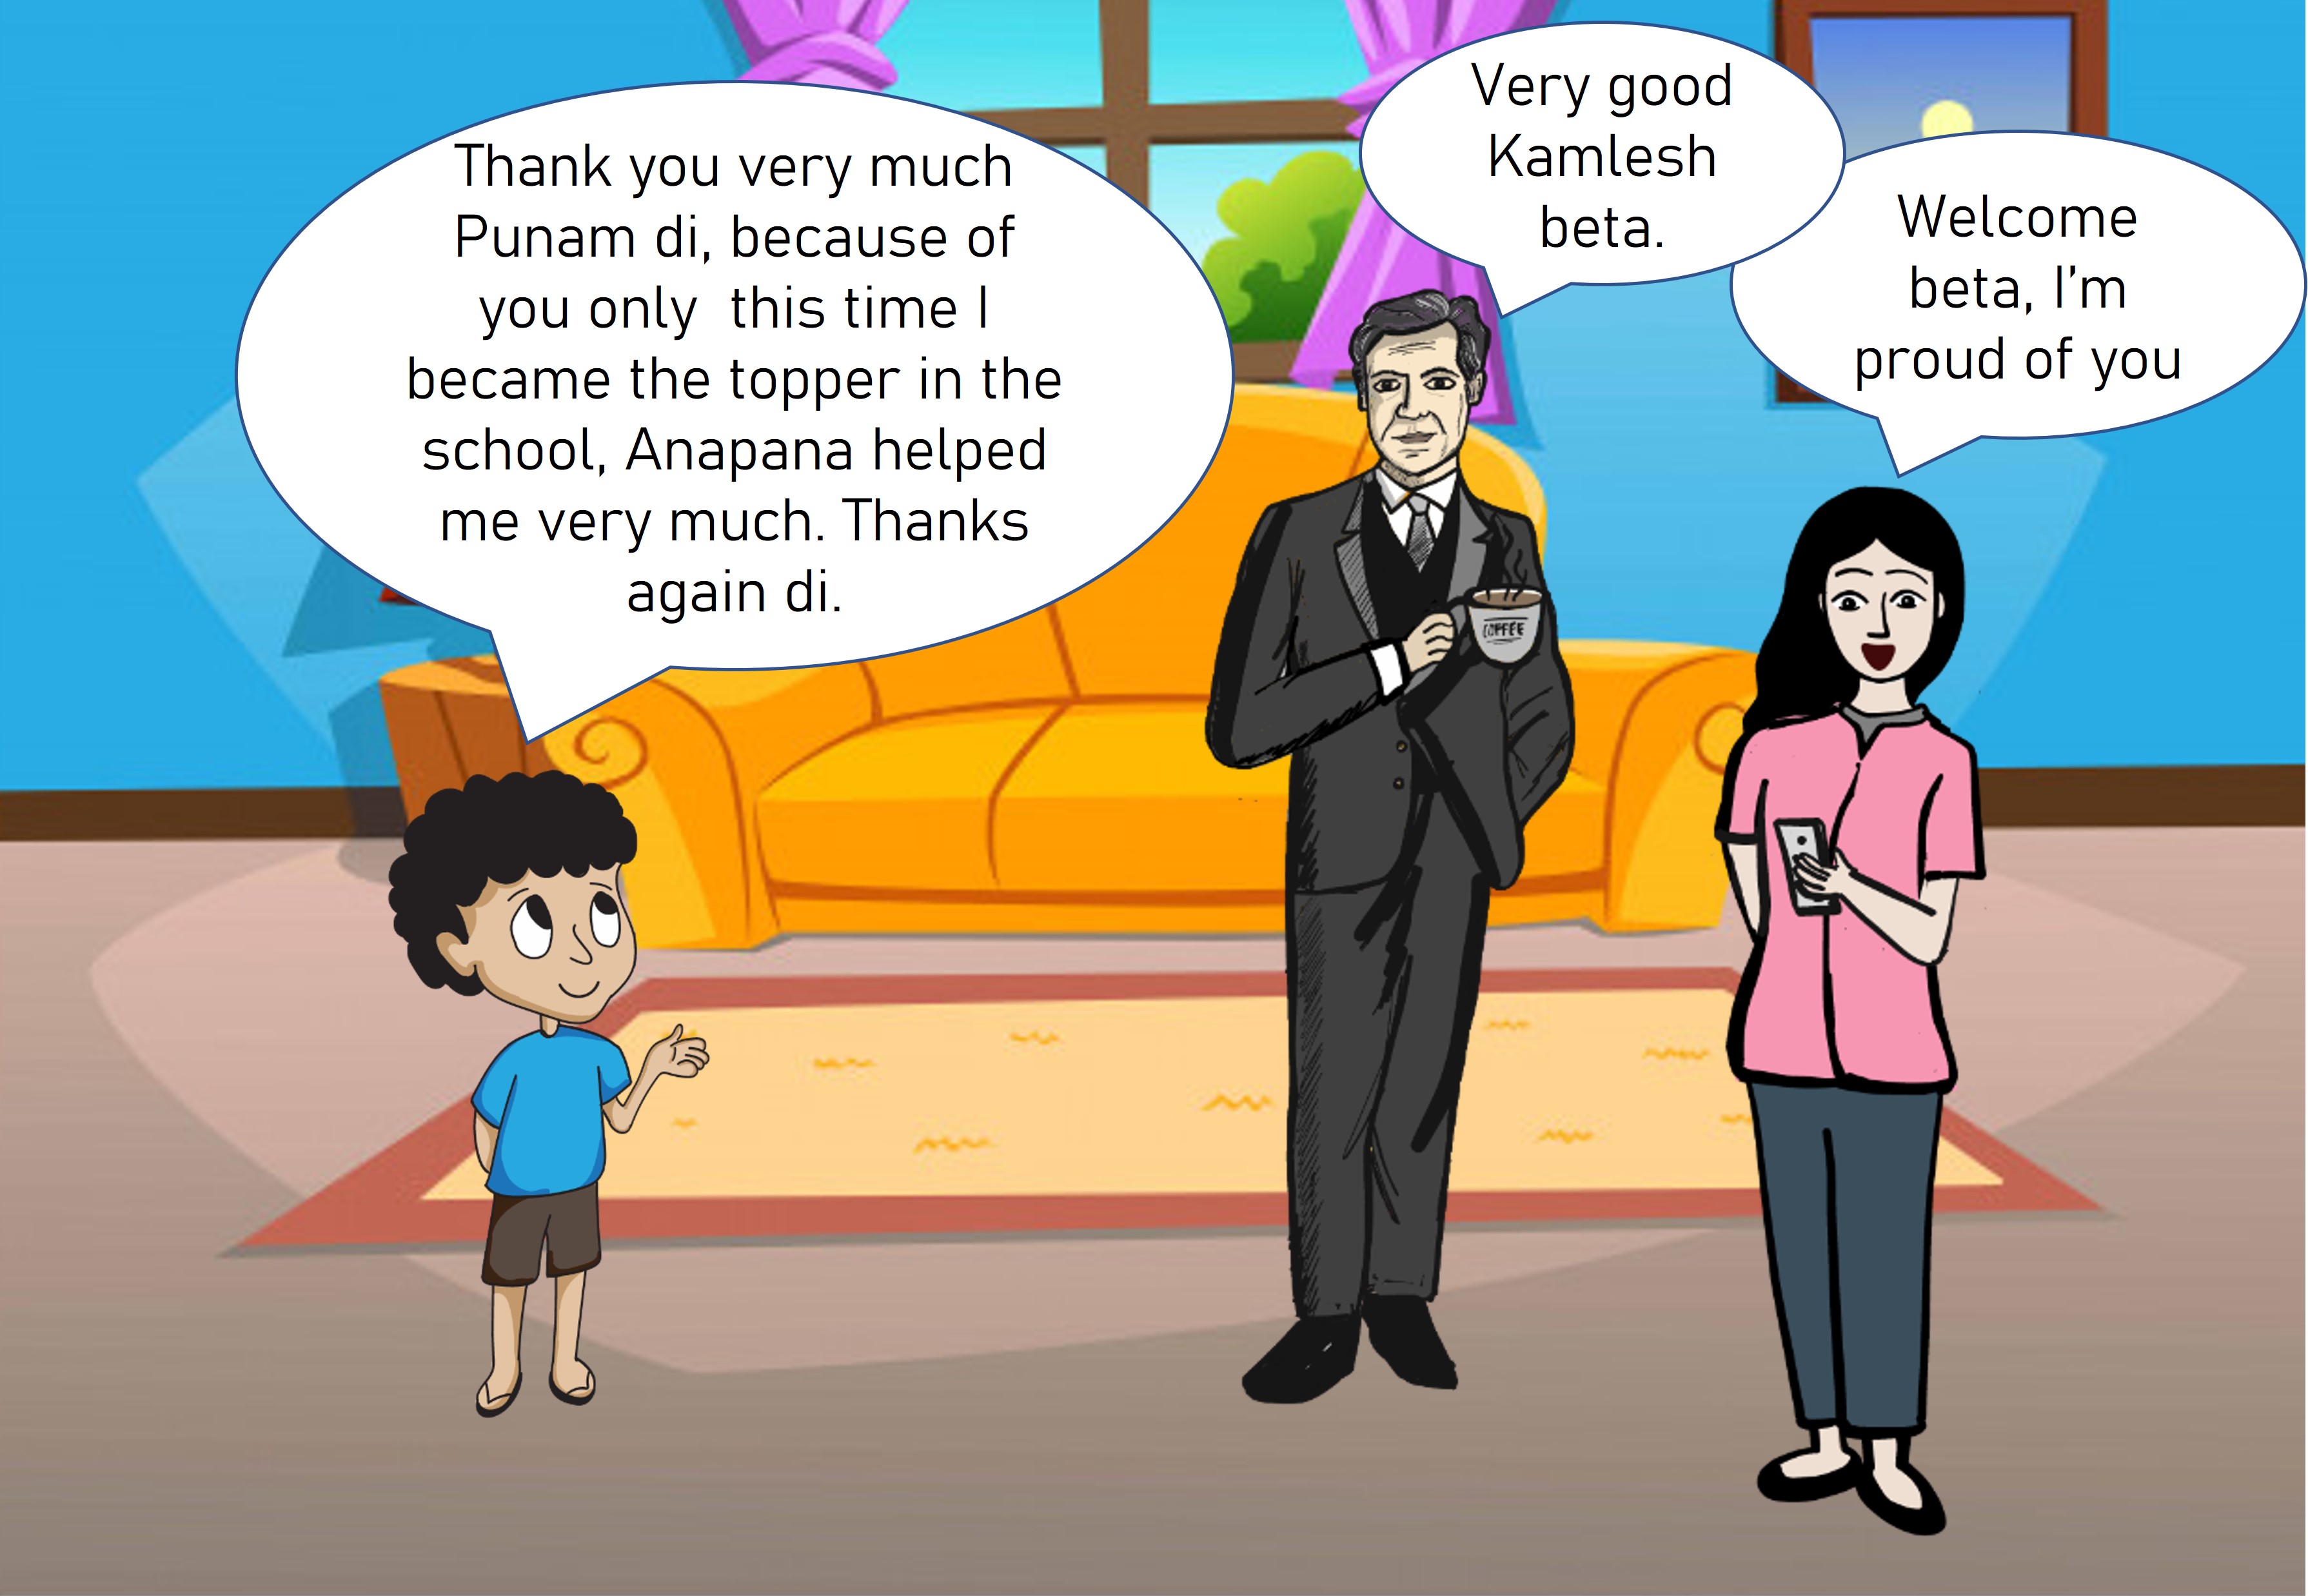 Thank you very much
Punam di, because of
you only  this time I
became the topper in the
school, Anapana helped
me very much. Thanks
again di.
Very good
Kamlesh
beta.
Welcome
beta, I'm
proud of you
COFFEE